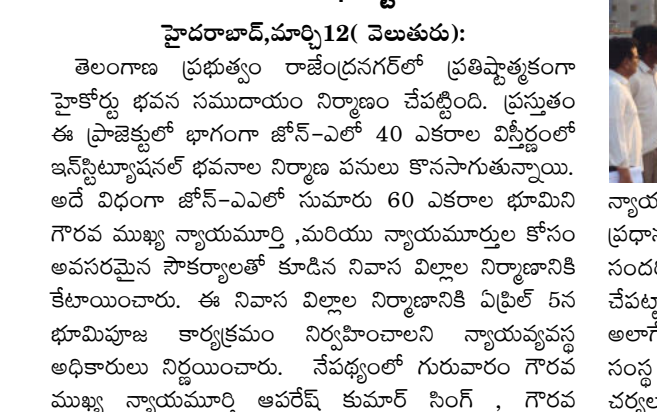 హైదరాబాద్,మార్చి12( వెలుతురు):
తెలంగాణ ప్రభుత్వం రాజేంద్రనగర్‌లో ప్రతిష్టాత్మకంగా
హైకోర్టు భవన సముదాయం నిర్మాణం చేపట్టింది. ప్రస్తుతం
ఈ ప్రాజెక్టులో భాగంగా జోన్-ఎలో 40 ఎకరాల విస్తీర్ణంలో
ఇన్‌స్టిట్యూషనల్ భవనాల నిర్మాణ పనులు కొనసాగుతున్నాయి.
అదే విధంగా జోన్-ఎఎలో సుమారు 60 ఎకరాల భూమిని
గౌరవ ముఖ్య న్యాయమూర్తి ,మరియు న్యాయమూర్తుల కోసం
అవసరమైన సౌకర్యాలతో కూడిన నివాస విల్లాల నిర్మాణానికి
కేటాయించారు. ఈ నివాస విల్లాల నిర్మాణానికి ఏప్రిల్ 5న
భూమిపూజ కార్యక్రమం నిర్వహించాలని న్యాయవ్యవస్థ
అధికారులు నిర్ణయించారు. నేపథ్యంలో గురువారం గౌరవ
ముఖ్య న్యాయమూర్తి ఆపరేష్ కుమార్ సింగ్ , గౌరవ
సంస్థ